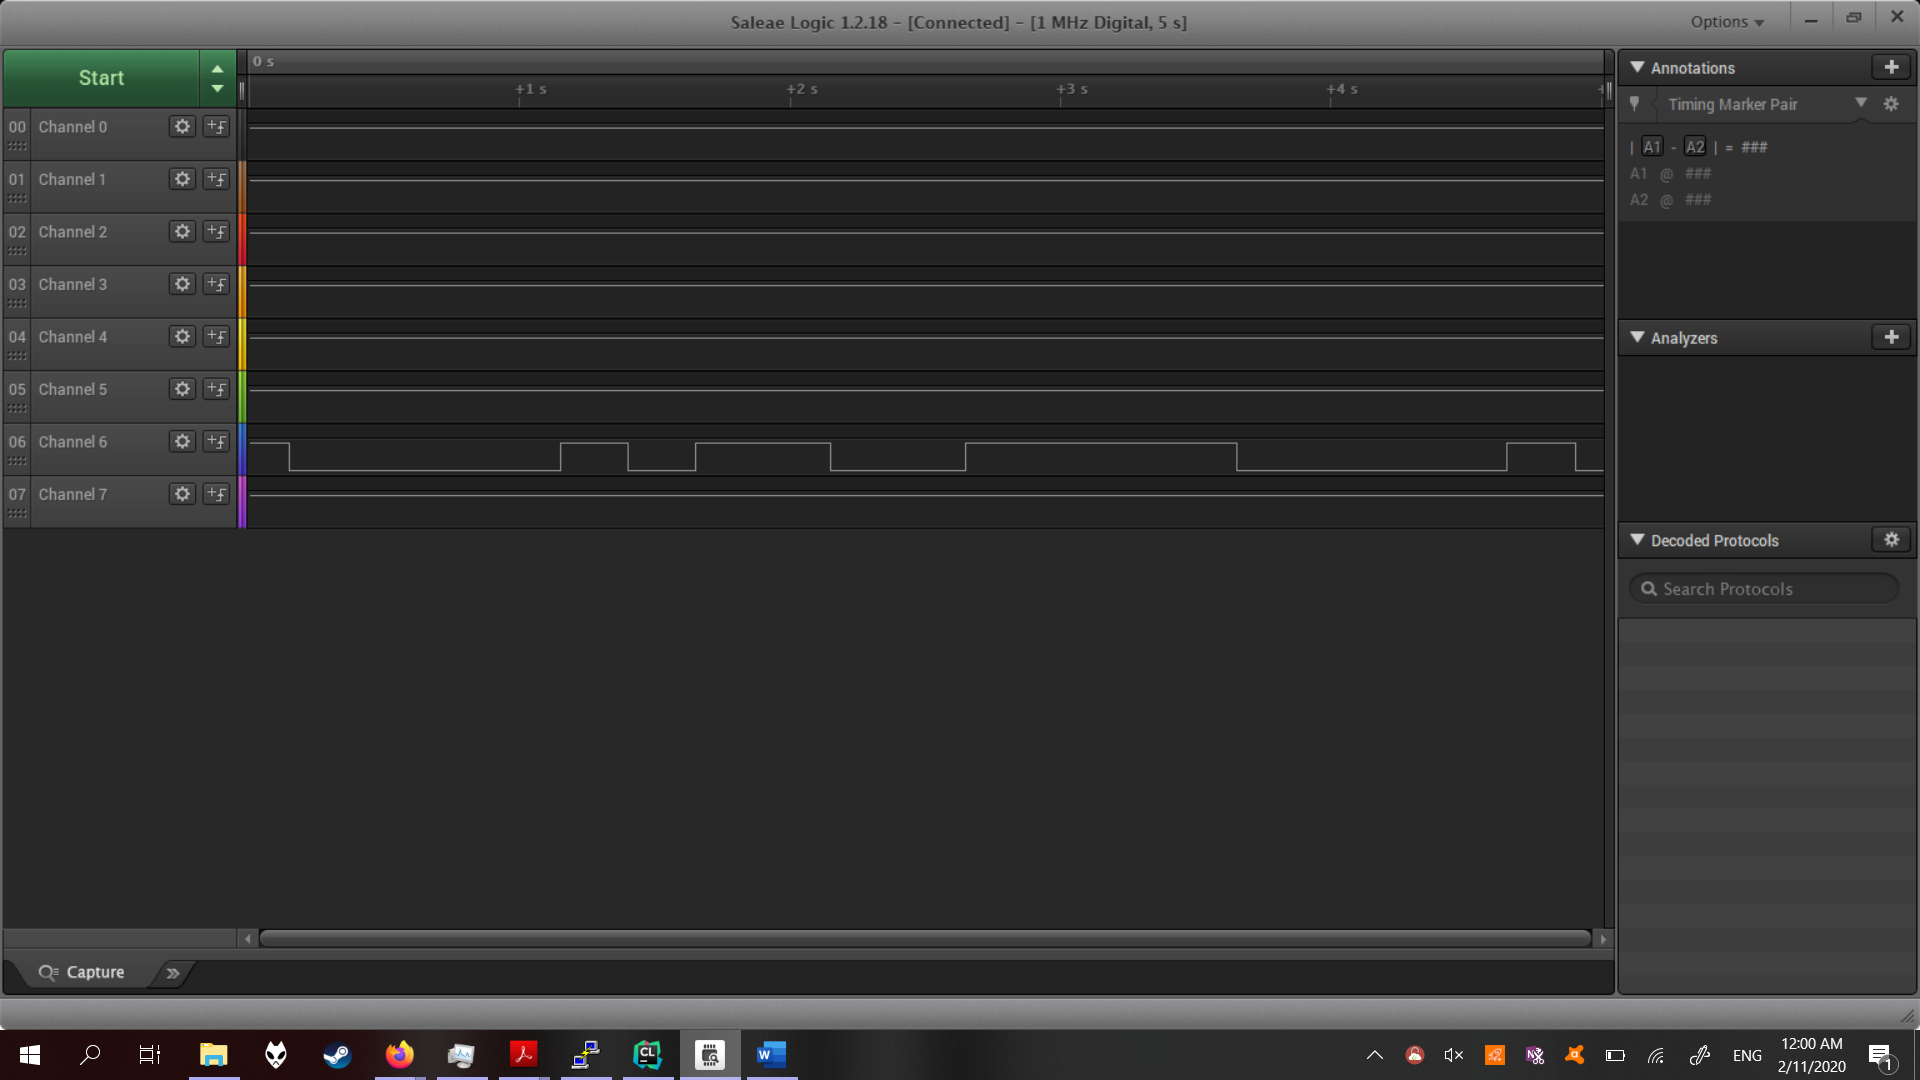 Saleae Logic 1.2.18 - [Connected] - [1 MHz Digital, 5 s]
Options
Start
0 s
+1 s
+2 s
+3 s
+4 s
+
00 Channel 0
01 Channel 1
02 Channel 2
03 Channel 3
04 Channel 4
05 Channel 5
06 Channel 6
07 Channel 7
Annotations
Timing Marker Pair
| A1 - A2 | = ###
A1 @ ###
A2 @ ###
Analyzers
Decoded Protocols
Search Protocols
Capture
CL
W
N
ENG
12:00 AM
2/11/2020
1